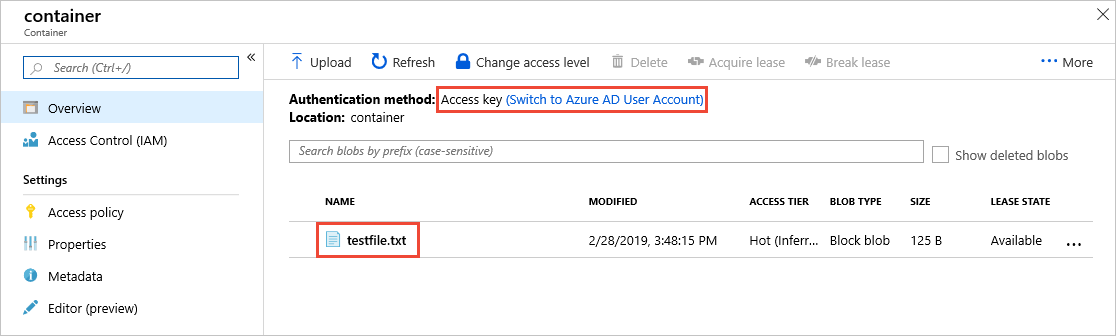 container
Container
Search (Ctrl+/)
«
Overview
Access Control (IAM)
Settings
Access policy
Properties
Metadata
Editor (preview)
Upload Refresh Change access level Delete Acquire lease Break lease ••• More
Authentication method: Access key (Switch to Azure AD User Account)
Location: container
Search blobs by prefix (case-sensitive) Show deleted blobs
NAME MODIFIED ACCESS TIER BLOB TYPE SIZE LEASE STATE
testfile.txt 2/28/2019, 3:48:15 PM Hot (Inferr... Block blob 125 B Available ...